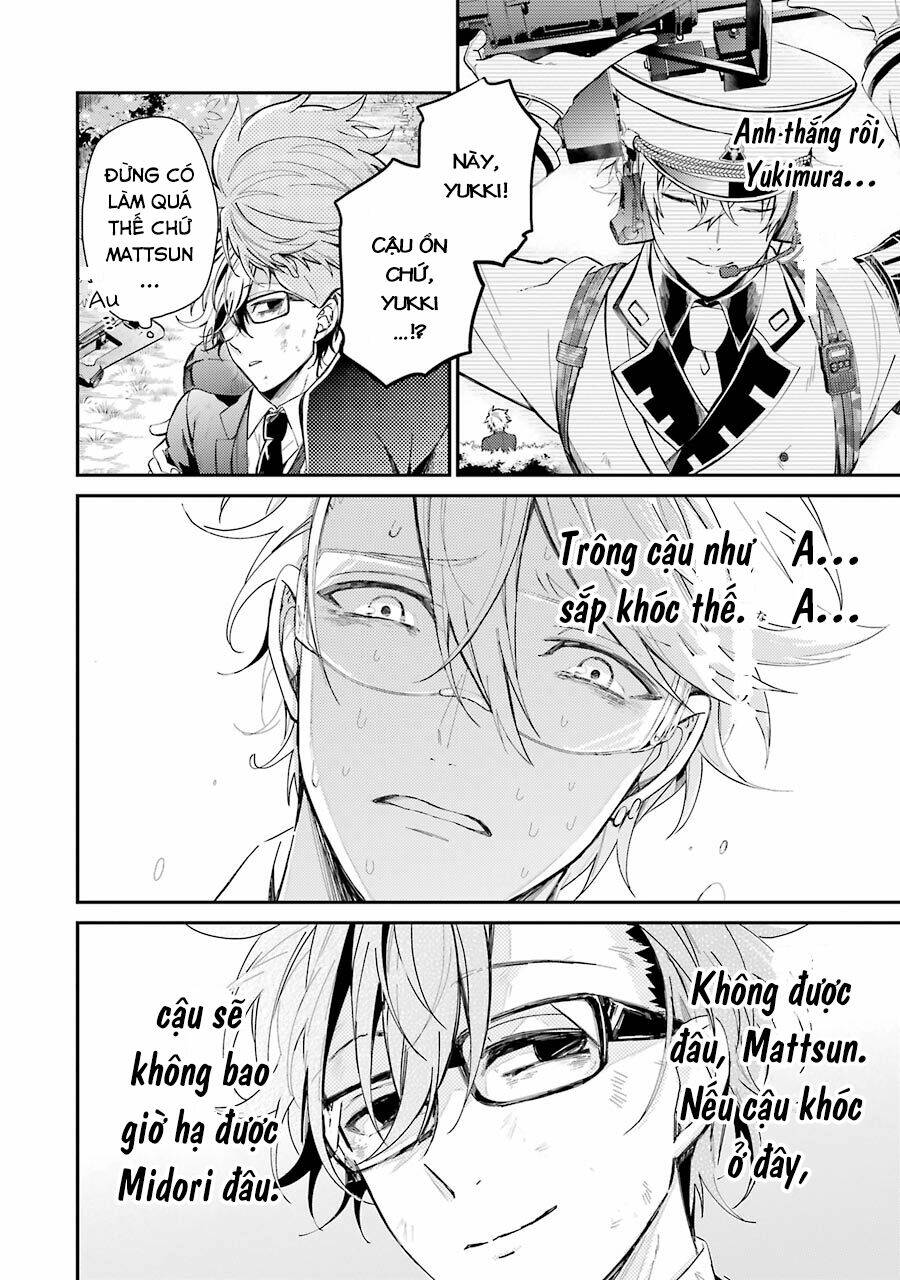 Anh thắng rồi,
Yukimura...
NÀY,
YUKKI!
CẬU ỔN
CHỨ,
YUKKI
...!?
ĐỪNG CÓ
LÀM QUÁ
THẾ CHỨ
MATTSUN
...
Au
A...
A...
な
Trông cậu như
sắp khóc thế.
Không được
đâu, Mattsun.
Nếu cậu khóc
ở đây,
cậu sẽ
không bao
giờ hạ được
Midori đâu.